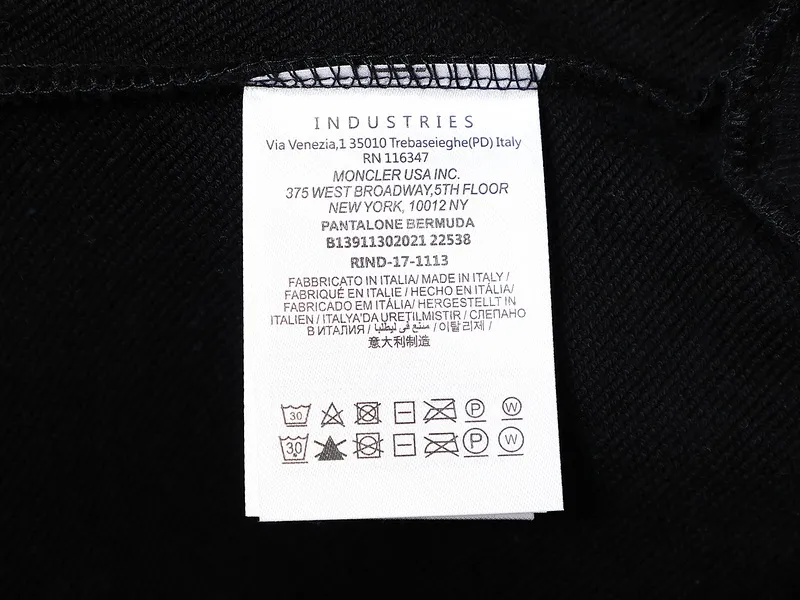 INDUSTRIES
Via Venezia,1 35010 Trebaseieghe(PD) Italy
RN 116347
MONCLER USA INC.
375 WEST BROADWAY,5TH FLOOR
NEW YORK, 10012 NY
PANTALONE BERMUDA
B13911302021 22538
RIND-17-1113
FABBRICATO IN ITALIA/ MADE IN ITALY /
FABRIQUÉ EN ITALIE / HECHO EN ITÁLIA/
FABRICADO EM ITÁLIA/ HERGESTELLT IN
ITALIEN / ITALYA'DA URETILMISTIR / СЛЕПАНО
В ИТАЛИЯ / صنع في ليطليا / 이탈리제 /
意大利制造
30 P W
30 P W